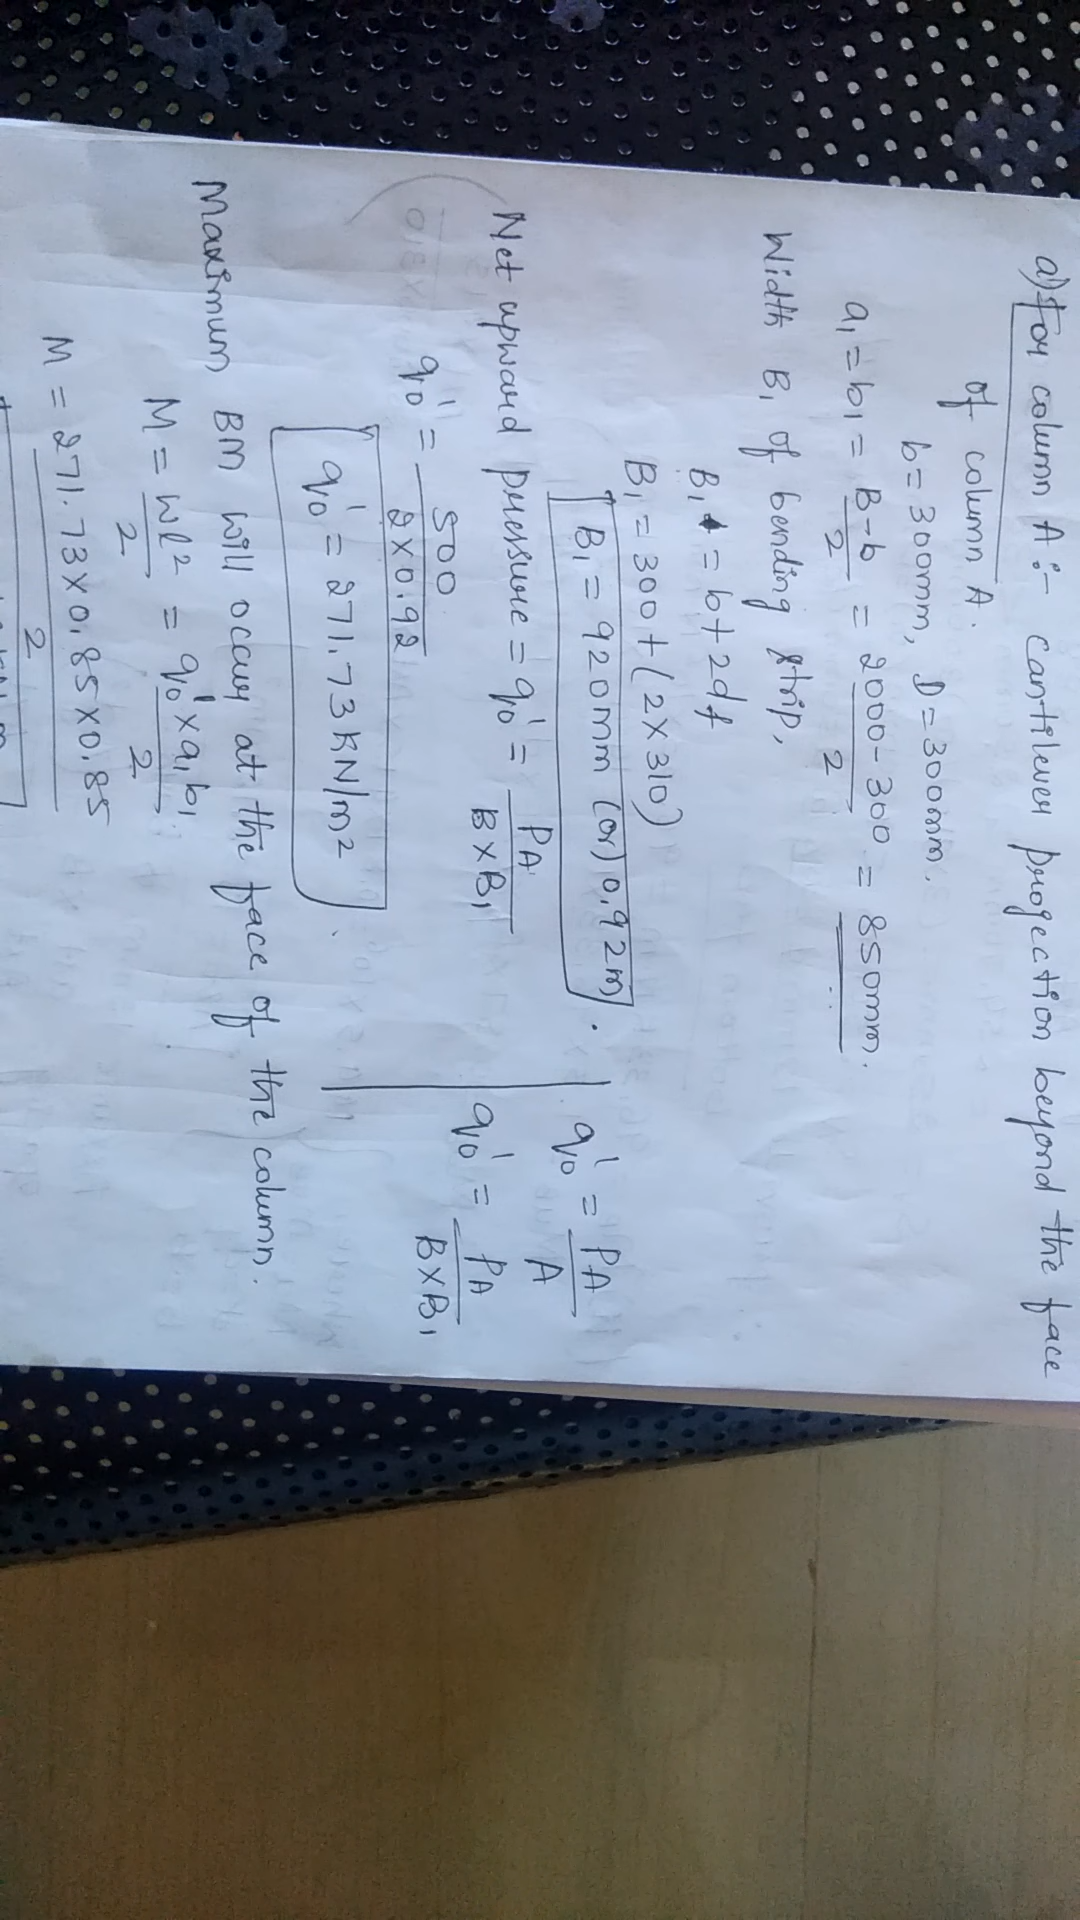 a) For column A :- cantilever progection beyond the face
of column A.
b = 300mm, D = 300mm.
a₁ = b₁ = B-b/2 = 2000-300/2 = 850mm.
Width B₁ of bending strip,
B₁ = b + 2df
B₁ = 300 + (2×310)
B₁ = 920mm (or) 0.92m.
Net upward pressure = q₀' = PA/B×B₁
q₀' = 500/2×0.92
q₀' = 271.73 kN/m²
q₀' = PA/A
q₀' = PA/B×B₁
Maximum BM will occur at the face of the column.
M = wl²/2 = q₀'×a₁b₁/2
M = 271.73×0.85×0.85/2